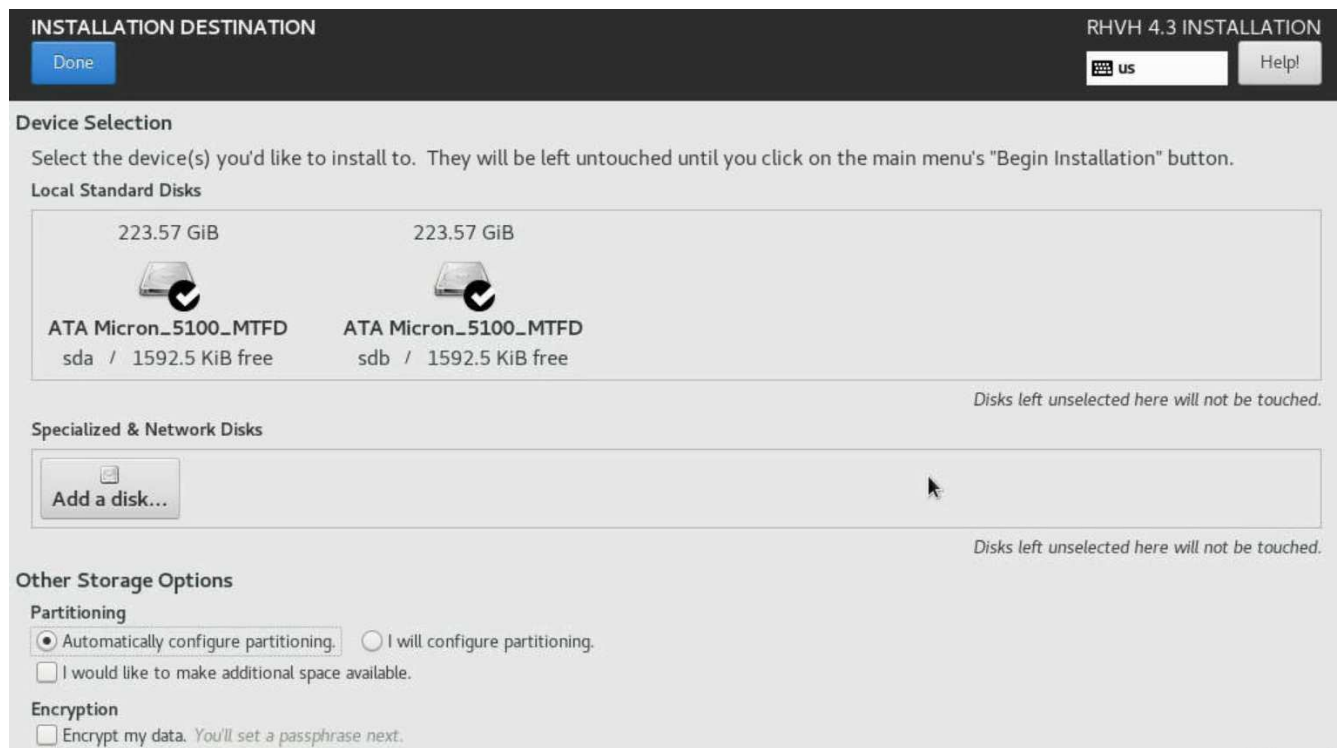 INSTALLATION DESTINATION
RHVH 4.3 INSTALLATION
Done
us
Help!
Device Selection
Select the device(s) you'd like to install to. They will be left untouched until you click on the main menu's "Begin Installation" button.
Local Standard Disks
223.57 GiB
223.57 GiB
ATA Micron_5100_MTFD
ATA Micron_5100_MTFD
sda / 1592.5 KiB free
sdb / 1592.5 KiB free
Disks left unselected here will not be touched.
Specialized & Network Disks
Add a disk...
Disks left unselected here will not be touched.
Other Storage Options
Partitioning
Automatically configure partitioning.
I will configure partitioning.
I would like to make additional space available.
Encryption
Encrypt my data. You'll set a passphrase next.